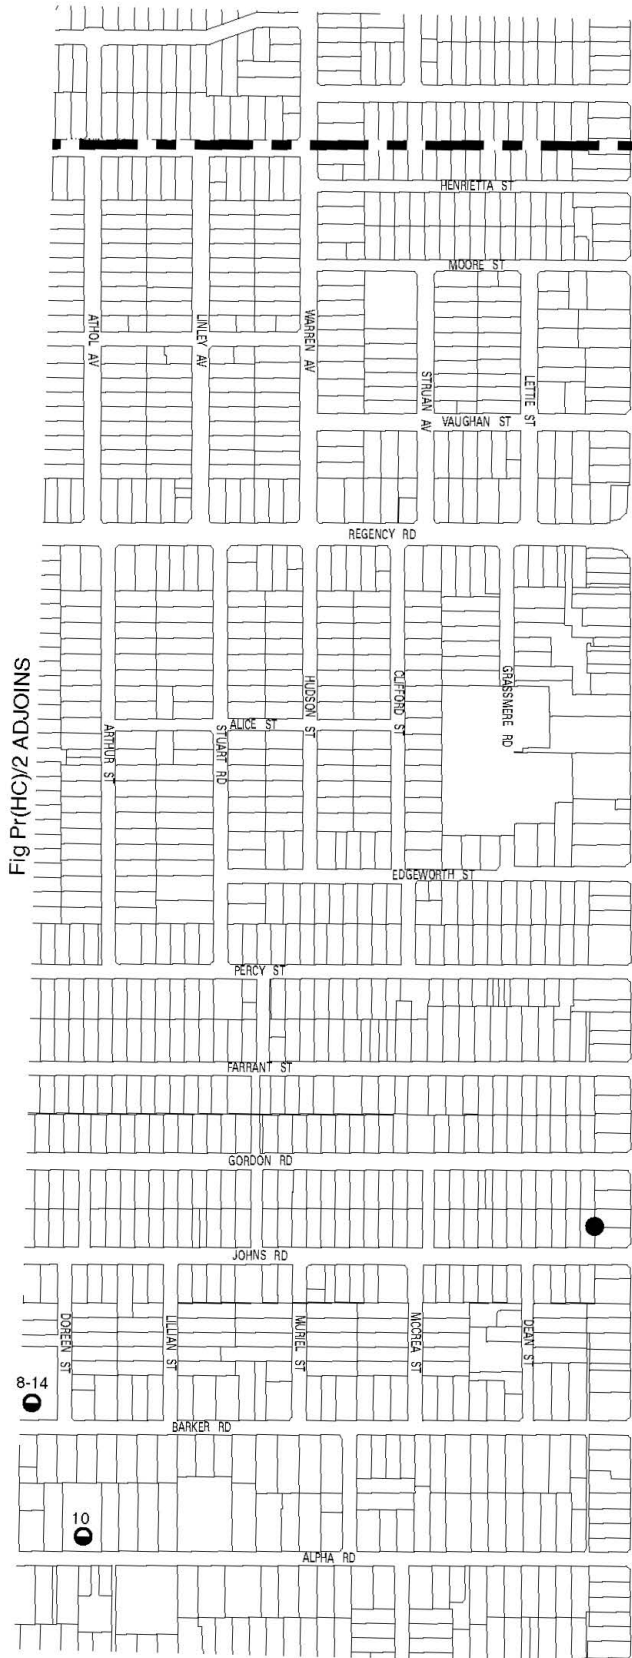 HENRIETTA ST
MOORE ST
ATHOL AV
LINLEY AV
WARREN AV
STRUAN AV
LETTIE ST
VAUGHAN ST
REGENCY RD
Fig Pr(HC)/2 ADJOINS
ARTHUR ST
STUART RD
ALICE ST
HUDSON ST
CLIFFORD ST
GRASSMERE RD
EDGEWORTH ST
PERCY ST
FARRANT ST
GORDON RD
JOHNS RD
DOREEN ST
LILLIAN ST
MURIEL ST
MCCREA ST
DEAN ST
8-14
BARKER RD
10
ALPHA RD